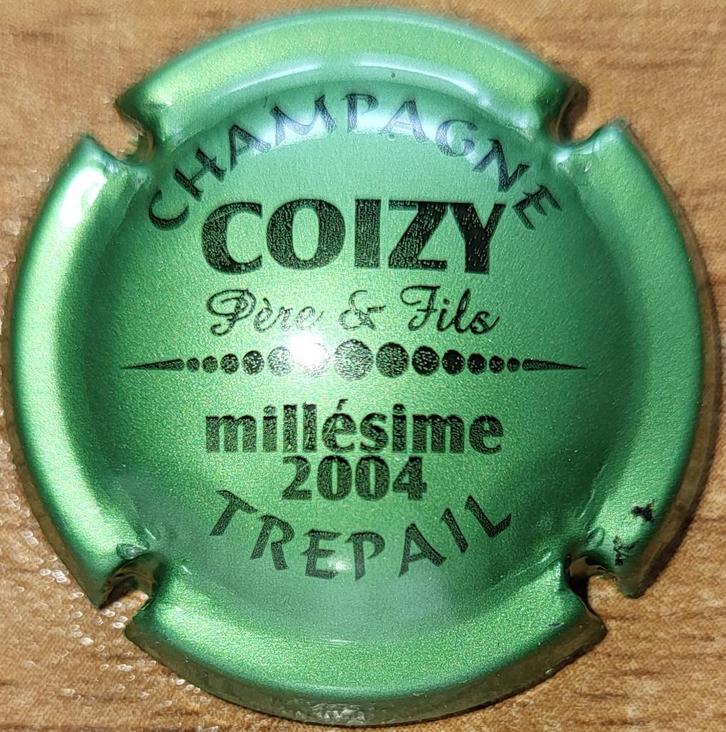 CHAMPAGNE
COIZY
Père & Fils
millésime
2004
TREPAIL